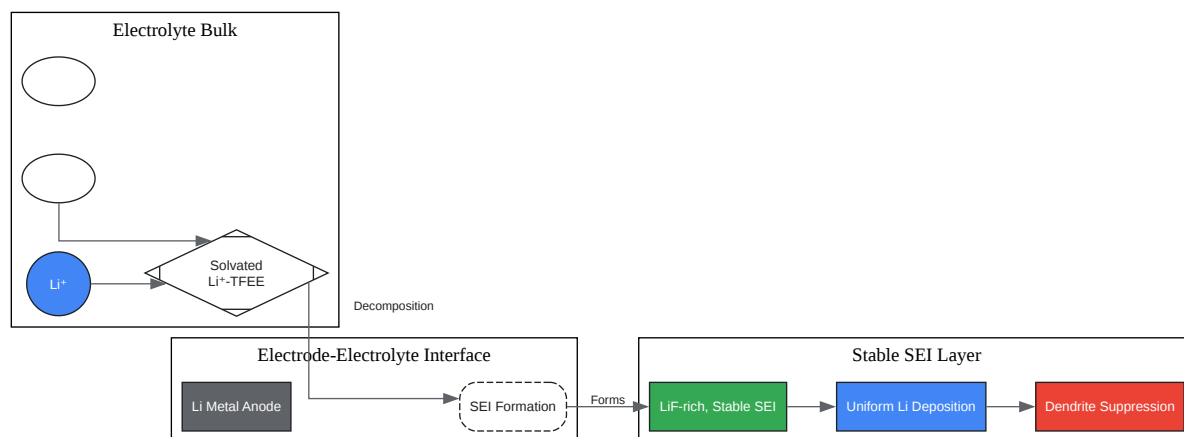 Electrolyte Bulk
Solvated
Li⁺-TFEE
Li⁺
Decomposition
Electrode-Electrolyte Interface
Li Metal Anode
SEI Formation
Forms
Stable SEI Layer
LiF-rich, Stable SEI
Uniform Li Deposition
Dendrite Suppression